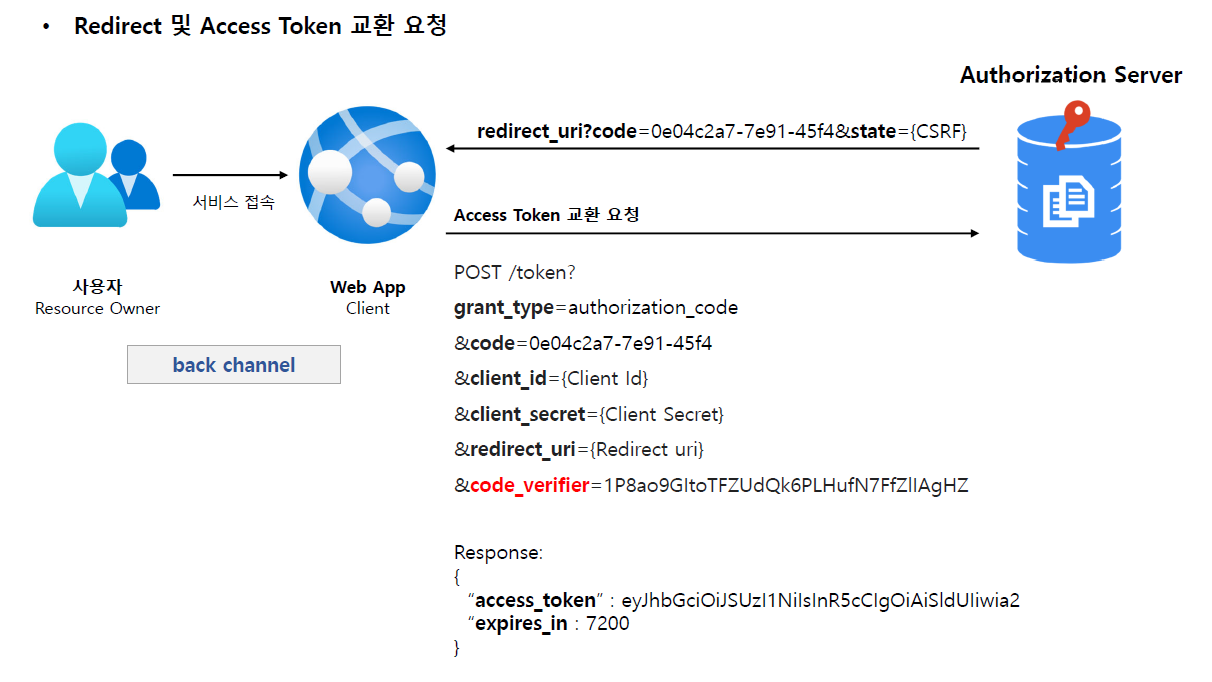 • Redirect 및 Access Token 교환 요청
Authorization Server
redirect_uri?code=0e04c2a7-7e91-45f4&state={CSRF}
서비스 접속
Access Token 교환 요청
사용자
Resource Owner
Web App
Client
back channel
POST /token?
grant_type=authorization_code
&code=0e04c2a7-7e91-45f4
&client_id={Client Id}
&client_secret={Client Secret}
&redirect_uri={Redirect uri}
&code_verifier=1P8ao9GItoTFZUdQk6PLHufN7FfZlIAgHZ
Response:
{
“access_token” : eyJhbGciOiJSUzI1NiIsInR5cCIgOiAiSldUIiwia2
“expires_in : 7200
}